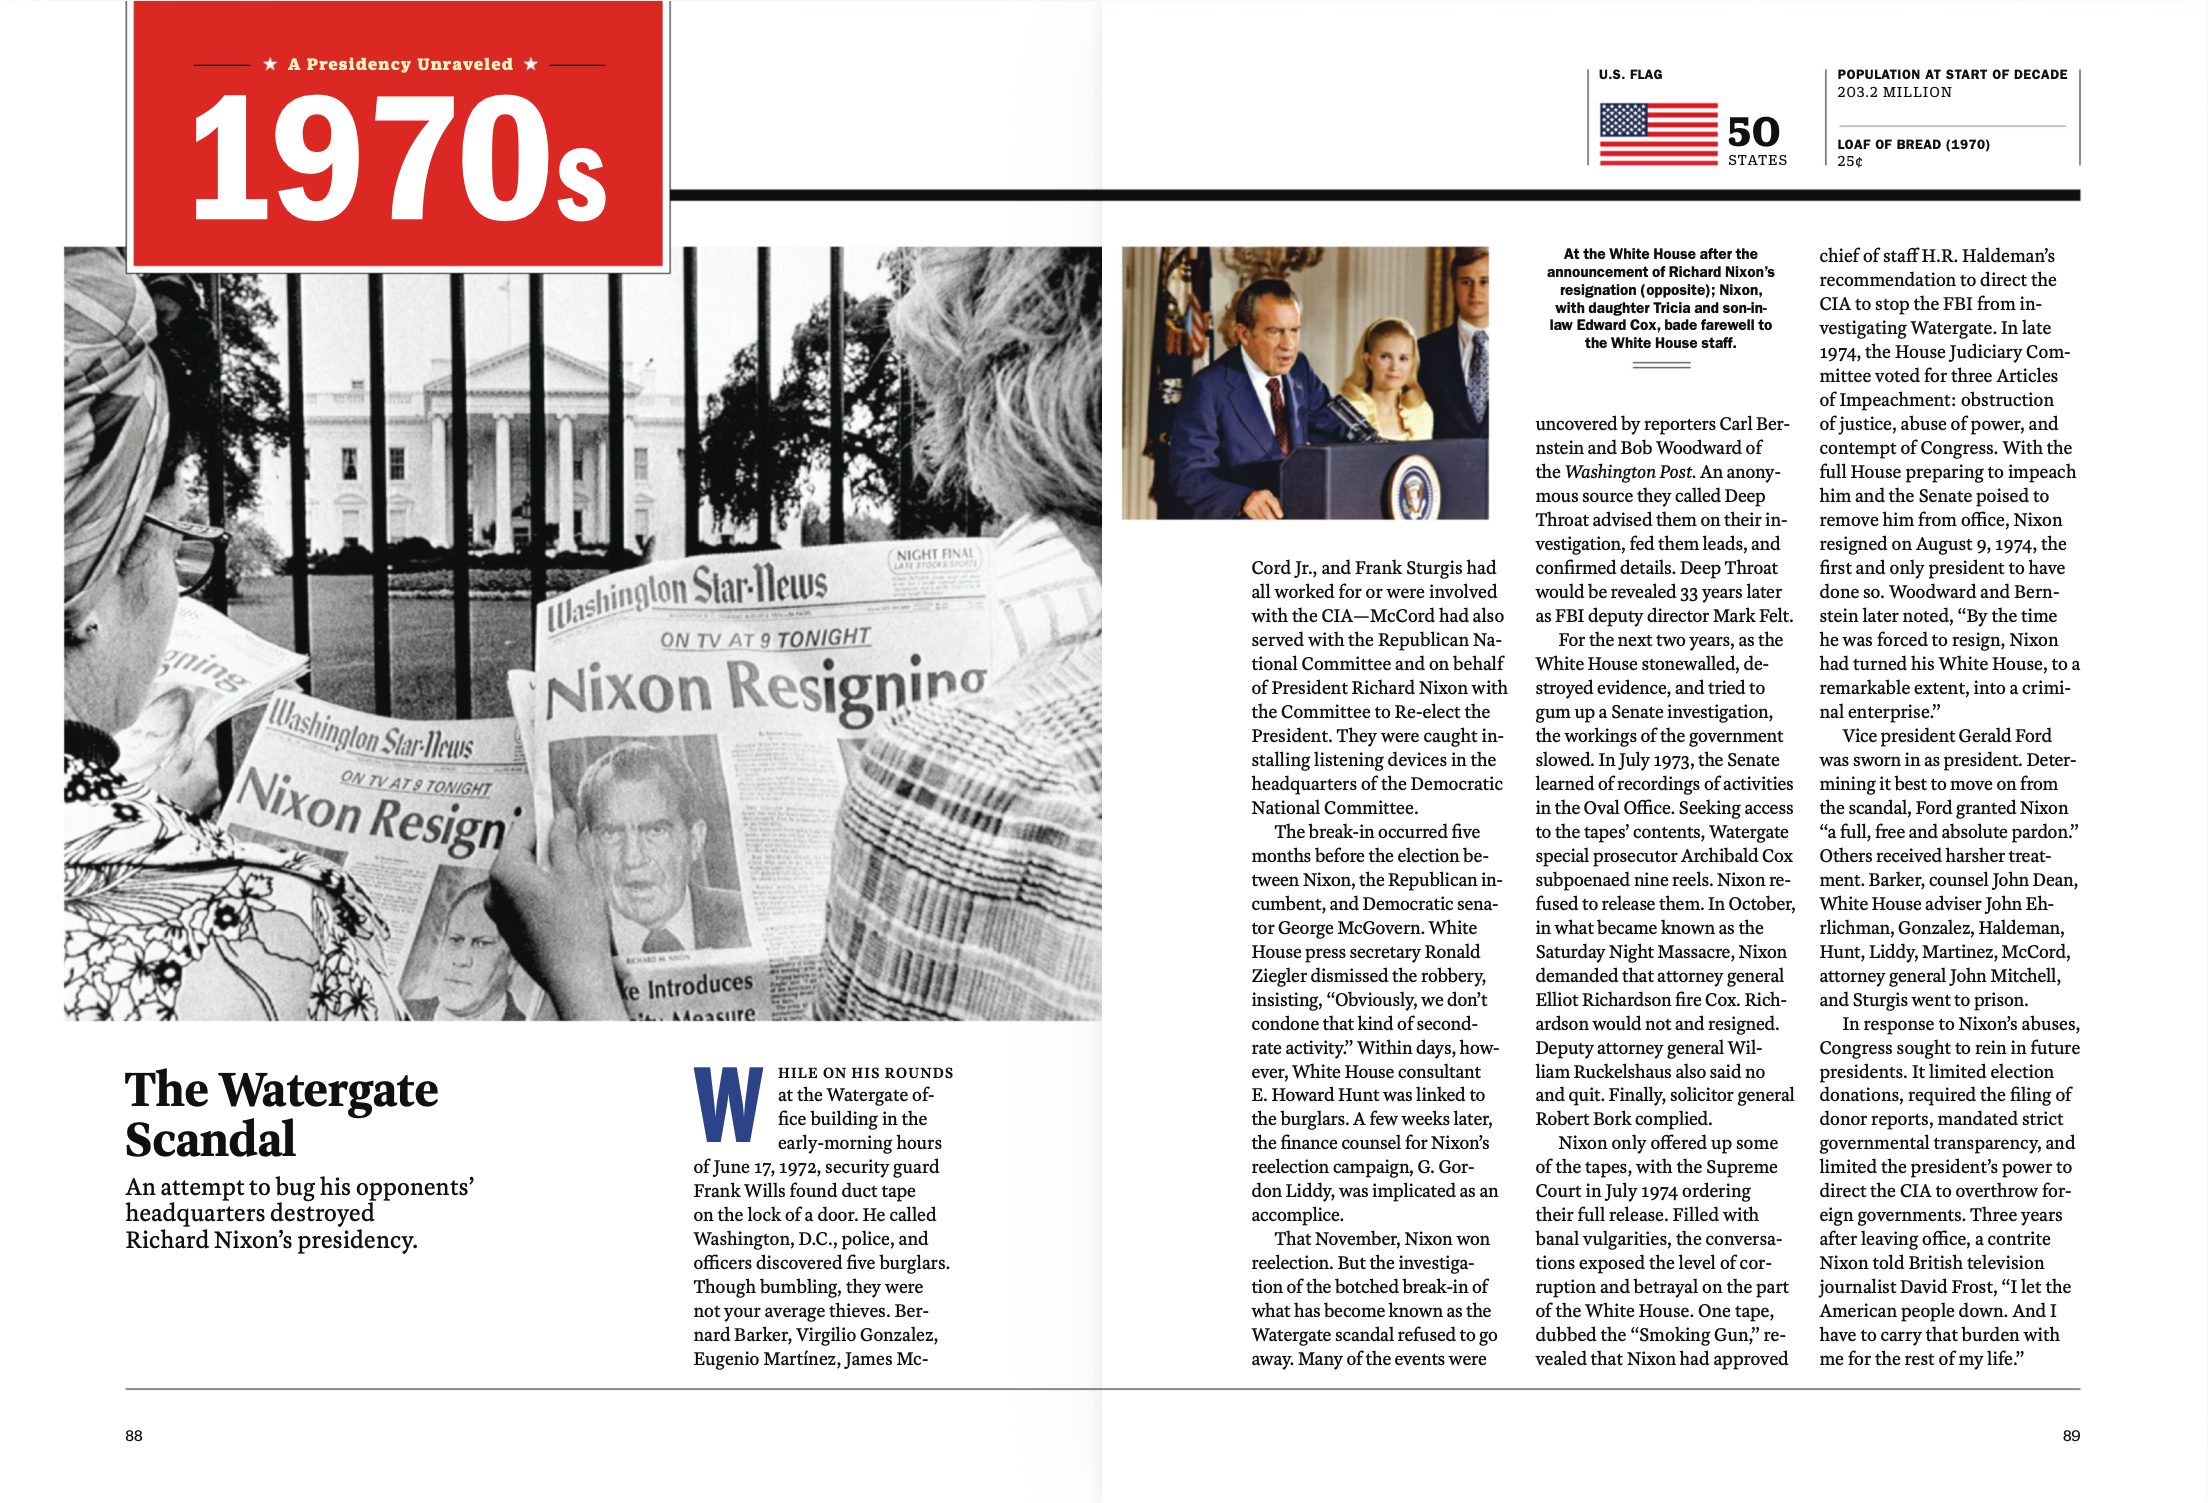 A Presidency Unraveled
1970s
U.S. FLAG
50
STATES
POPULATION AT START OF DECADE
203.2 MILLION
LOAF OF BREAD (1970)
25¢
NIGHT FINAL
LATE STOCKS/SPORTS
Washington Star-News
ON TV AT 9 TONIGHT
Nixon Resigning
RICHARD M. NIXON
ke Introduces
ity Measure
gning
Washington Star-News
ON TV AT 9 TONIGHT
Nixon Resign
The Watergate
Scandal
An attempt to bug his opponents’
headquarters destroyed
Richard Nixon’s presidency.
WHILE ON HIS ROUNDS
at the Watergate of-
fice building in the
early-morning hours
of June 17, 1972, security guard
Frank Wills found duct tape
on the lock of a door. He called
Washington, D.C., police, and
officers discovered five burglars.
Though bumbling, they were
not your average thieves. Ber-
nard Barker, Virgilio Gonzalez,
Eugenio Martínez, James Mc-
Cord Jr., and Frank Sturgis had
all worked for or were involved
with the CIA—McCord had also
served with the Republican Na-
tional Committee and on behalf
of President Richard Nixon with
the Committee to Re-elect the
President. They were caught in-
stalling listening devices in the
headquarters of the Democratic
National Committee.
The break-in occurred five
months before the election be-
tween Nixon, the Republican in-
cumbent, and Democratic sena-
tor George McGovern. White
House press secretary Ronald
Ziegler dismissed the robbery,
insisting, “Obviously, we don’t
condone that kind of second-
rate activity.” Within days, how-
ever, White House consultant
E. Howard Hunt was linked to
the burglars. A few weeks later,
the finance counsel for Nixon’s
reelection campaign, G. Gor-
don Liddy, was implicated as an
accomplice.
That November, Nixon won
reelection. But the investiga-
tion of the botched break-in of
what has become known as the
Watergate scandal refused to go
away. Many of the events were
At the White House after the
announcement of Richard Nixon’s
resignation (opposite); Nixon,
with daughter Tricia and son-in-
law Edward Cox, bade farewell to
the White House staff.
uncovered by reporters Carl Ber-
nstein and Bob Woodward of
the Washington Post. An anony-
mous source they called Deep
Throat advised them on their in-
vestigation, fed them leads, and
confirmed details. Deep Throat
would be revealed 33 years later
as FBI deputy director Mark Felt.
For the next two years, as the
White House stonewalled, de-
stroyed evidence, and tried to
gum up a Senate investigation,
the workings of the government
slowed. In July 1973, the Senate
learned of recordings of activities
in the Oval Office. Seeking access
to the tapes’ contents, Watergate
special prosecutor Archibald Cox
subpoenaed nine reels. Nixon re-
fused to release them. In October,
in what became known as the
Saturday Night Massacre, Nixon
demanded that attorney general
Elliot Richardson fire Cox. Rich-
ardson would not and resigned.
Deputy attorney general Wil-
liam Ruckelshaus also said no
and quit. Finally, solicitor general
Robert Bork complied.
Nixon only offered up some
of the tapes, with the Supreme
Court in July 1974 ordering
their full release. Filled with
banal vulgarities, the conversa-
tions exposed the level of cor-
ruption and betrayal on the part
of the White House. One tape,
dubbed the “Smoking Gun,” re-
vealed that Nixon had approved
chief of staff H.R. Haldeman’s
recommendation to direct the
CIA to stop the FBI from in-
vestigating Watergate. In late
1974, the House Judiciary Com-
mittee voted for three Articles
of Impeachment: obstruction
of justice, abuse of power, and
contempt of Congress. With the
full House preparing to impeach
him and the Senate poised to
remove him from office, Nixon
resigned on August 9, 1974, the
first and only president to have
done so. Woodward and Bern-
stein later noted, “By the time
he was forced to resign, Nixon
had turned his White House, to a
remarkable extent, into a crimi-
nal enterprise.”
Vice president Gerald Ford
was sworn in as president. Deter-
mining it best to move on from
the scandal, Ford granted Nixon
“a full, free and absolute pardon.”
Others received harsher treat-
ment. Barker, counsel John Dean,
White House adviser John Eh-
rlichman, Gonzalez, Haldeman,
Hunt, Liddy, Martinez, McCord,
attorney general John Mitchell,
and Sturgis went to prison.
In response to Nixon’s abuses,
Congress sought to rein in future
presidents. It limited election
donations, required the filing of
donor reports, mandated strict
governmental transparency, and
limited the president’s power to
direct the CIA to overthrow for-
eign governments. Three years
after leaving office, a contrite
Nixon told British television
journalist David Frost, “I let the
American people down. And I
have to carry that burden with
me for the rest of my life.”
88
89